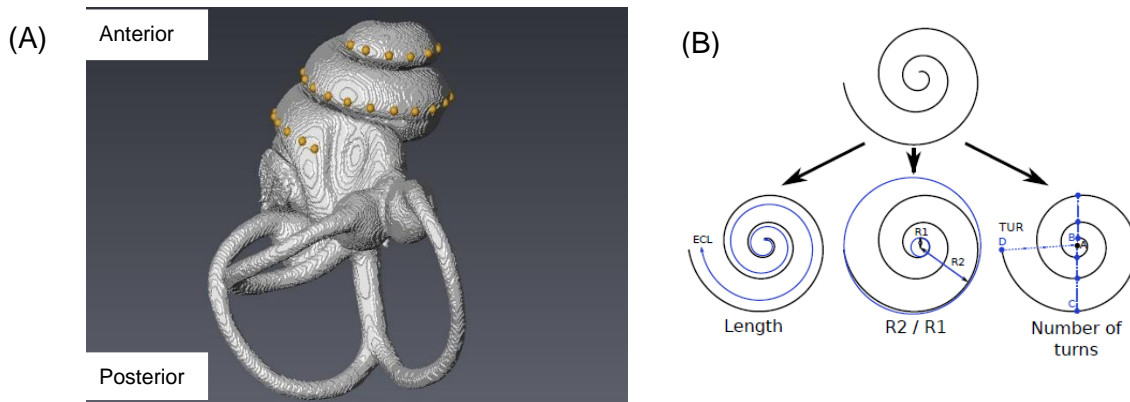 (A)
Anterior
Posterior
(B)
ECL
Length
R1
R2
R2 / R1
TUR
D
B
A
C
Number of
turns